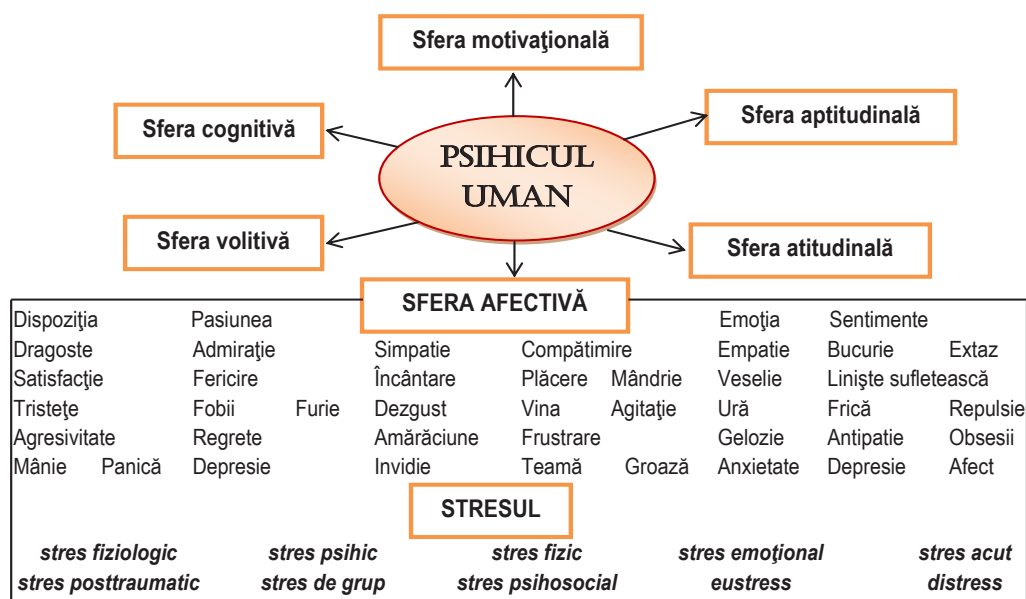 Sfera motivaţională
Sfera cognitivă
Sfera aptitudinală
PSIHICUL
UMAN
Sfera volitivă
Sfera atitudinală
SFERA AFECTIVĂ
Dispoziţia Pasiunea Emoţia Sentimente
Dragoste Admiraţie Simpatie Compătimire Empatie Bucurie Extaz
Satisfacţie Fericire Încântare Plăcere Mândrie Veselie Linişte sufletească
Tristeţe Fobii Furie Dezgust Vina Agitaţie Ură Frică Repulsie
Agresivitate Regrete Amărăciune Frustrare Gelozie Antipatie Obsesii
Mânie Panică Depresie Invidie Teamă Groază Anxietate Depresie Afect
STRESUL
stres fiziologic stres psihic stres fizic stres emoţional stres acut
stres posttraumatic stres de grup stres psihosocial eustress distress